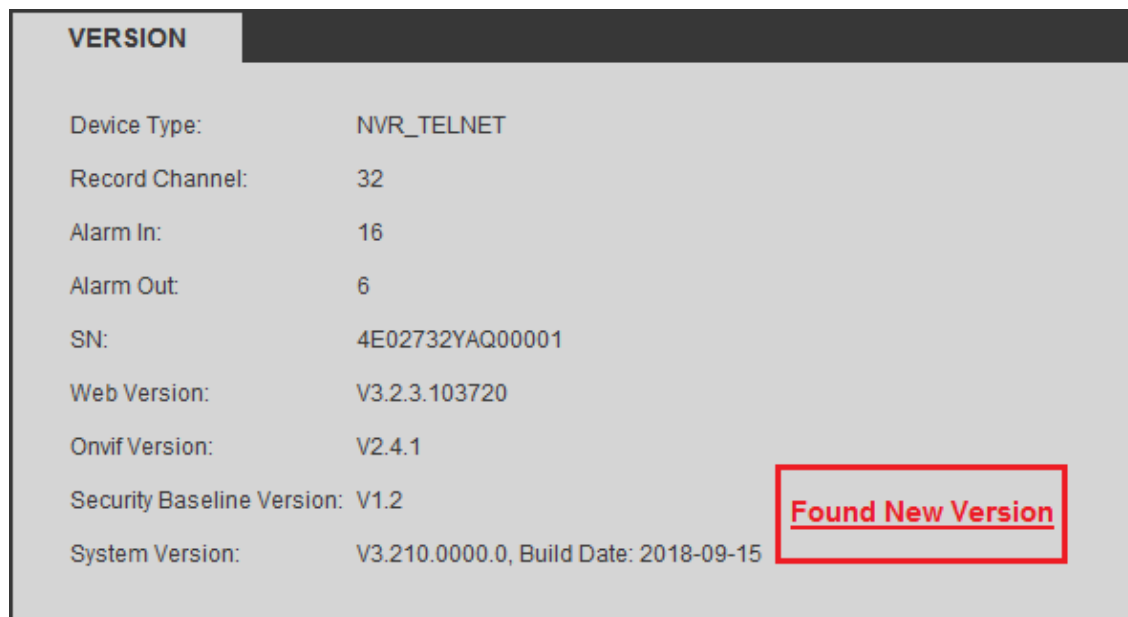 VERSION
Device Type: NVR_TELNET
Record Channel: 32
Alarm In: 16
Alarm Out: 6
SN: 4E02732YAQ00001
Web Version: V3.2.3.103720
Onvif Version: V2.4.1
Security Baseline Version: V1.2
Found New Version
System Version: V3.210.0000.0, Build Date: 2018-09-15